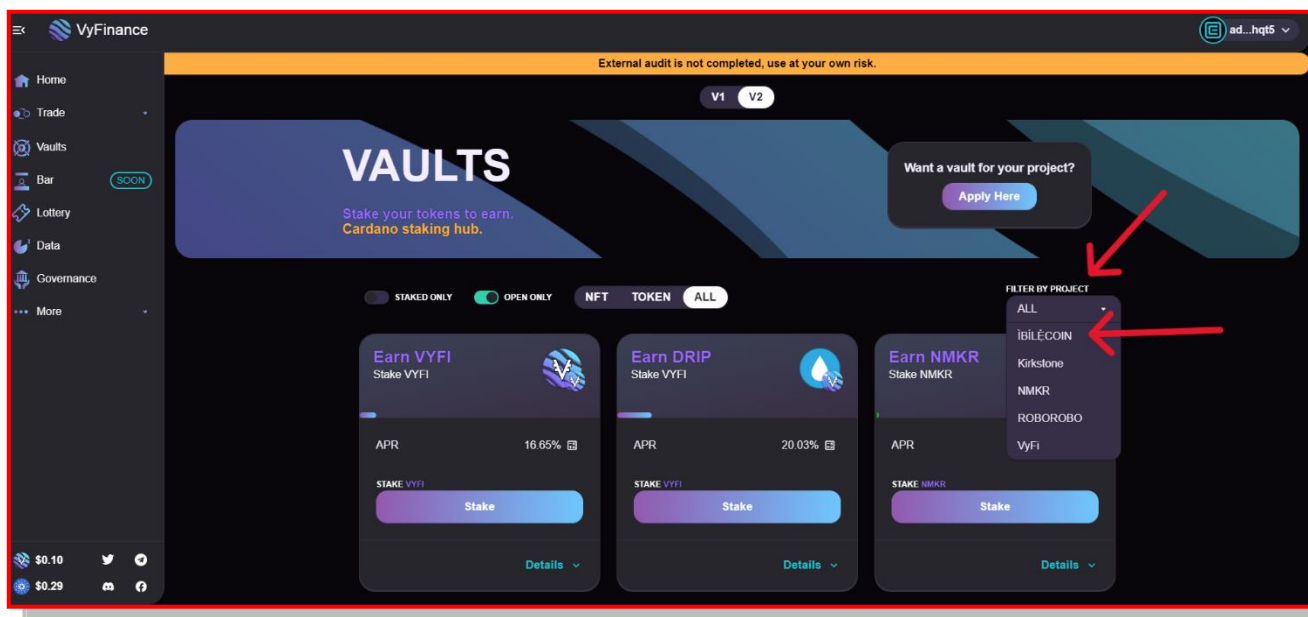 VyFinance
ad...hqt5
External audit is not completed, use at your own risk.
Home
Trade
Vaults
Bar SOON
Lottery
Data
Governance
More
V1 V2
VAULTS
Stake your tokens to earn.
Cardano staking hub.
Want a vault for your project?
Apply Here
STAKED ONLY OPEN ONLY NFT TOKEN ALL
FILTER BY PROJECT
ALL
ÌBÍLẸ̀COIN
Kirkstone
NMKR
ROBOROBO
VyFi
Earn VYFI
Stake VYFI
APR 16.65%
STAKE VYFI
Stake
Details
Earn DRIP
Stake VYFI
APR 20.03%
STAKE VYFI
Stake
Details
Earn NMKR
Stake NMKR
APR
STAKE NMKR
Stake
Details
$0.10
$0.29